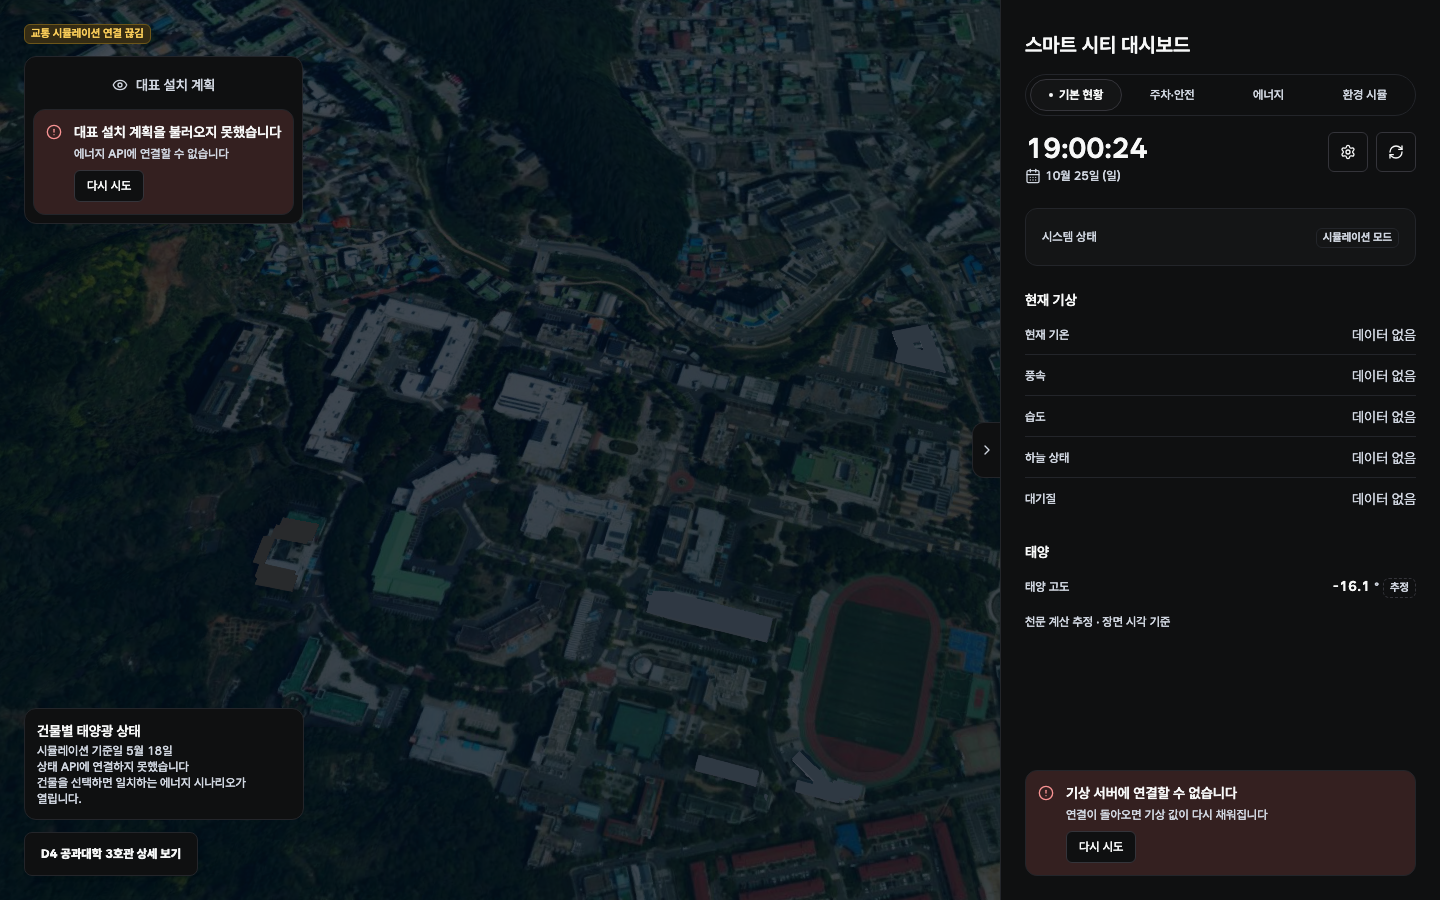 교통 시뮬레이션 연결 끊김
대표 설치 계획
대표 설치 계획을 불러오지 못했습니다
에너지 API에 연결할 수 없습니다
다시 시도
건물별 태양광 상태
시뮬레이션 기준일 5월 18일
상태 API에 연결하지 못했습니다
건물을 선택하면 일치하는 에너지 시나리오가
열립니다.
D4 공과대학 3호관 상세 보기
스마트 시티 대시보드
• 기본 현황 주차·안전 에너지 환경 시뮬
19:00:24
10월 25일 (일)
시스템 상태 시뮬레이션 모드
현재 기상
현재 기온 데이터 없음
풍속 데이터 없음
습도 데이터 없음
하늘 상태 데이터 없음
대기질 데이터 없음
태양
태양 고도 -16.1 ° 추정
천문 계산 추정 · 장면 시각 기준
기상 서버에 연결할 수 없습니다
연결이 돌아오면 기상 값이 다시 채워집니다
다시 시도